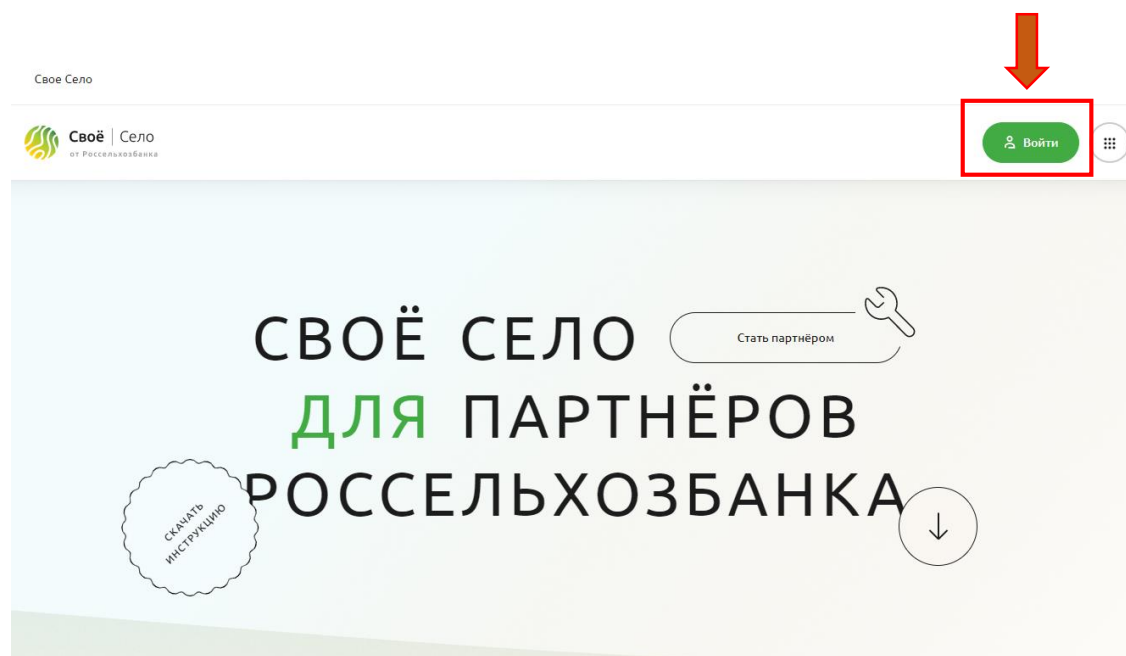 Свое Село
Своё | Село
от Россельхозбанка
Войти
СВОЁ СЕЛО
Стать партнёром
ДЛЯ ПАРТНЁРОВ
РОССЕЛЬХОЗБАНКА
СКАЧАТЬ
ИНСТРУКЦИЮ